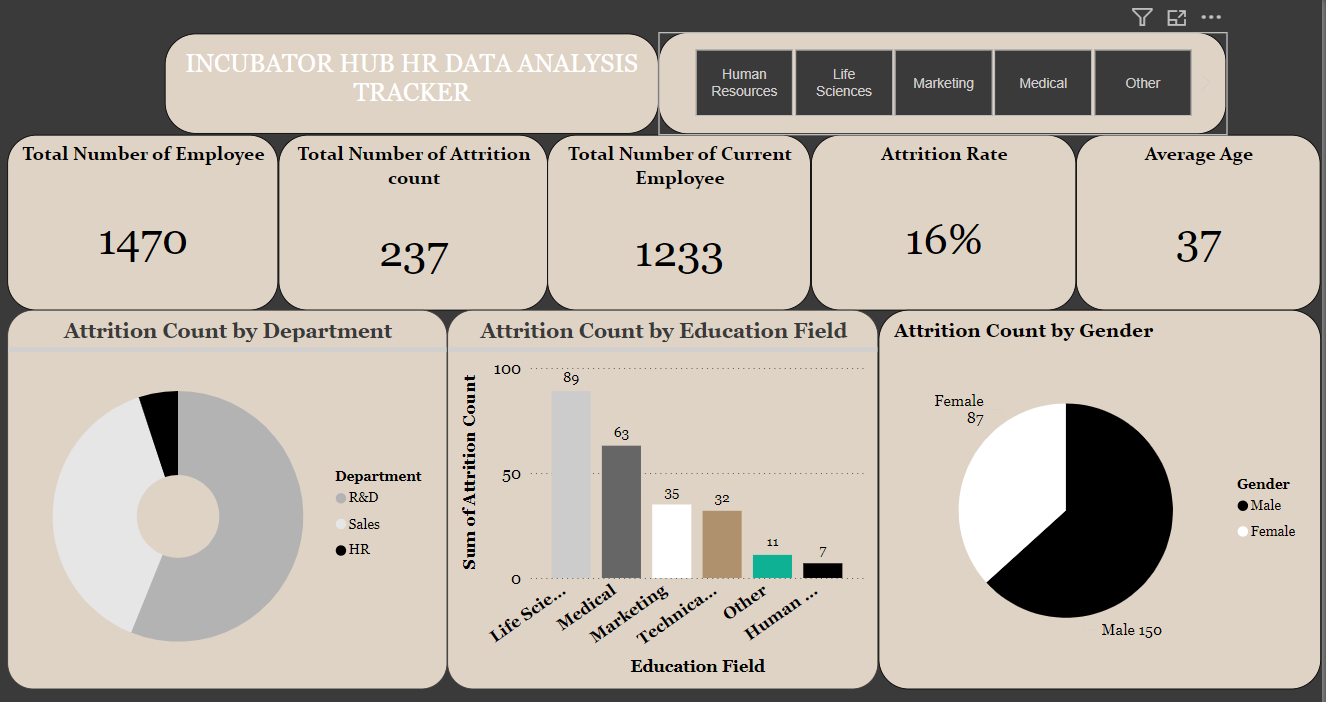 INCUBATOR HUB HR DATA ANALYSIS
TRACKER
Human
Resources
Life
Sciences
Marketing
Medical
Other
Total Number of Employee
1470
Total Number of Attrition
count
237
Total Number of Current
Employee
1233
Attrition Rate
16%
Average Age
37
Attrition Count by Department
Department
R&D
Sales
HR
Attrition Count by Education Field
Sum of Attrition Count
100
50
0
89
63
35
32
11
7
Life Scie...
Medical
Marketing
Technica...
Other
Human ...
Education Field
Attrition Count by Gender
Female
87
Male 150
Gender
Male
Female